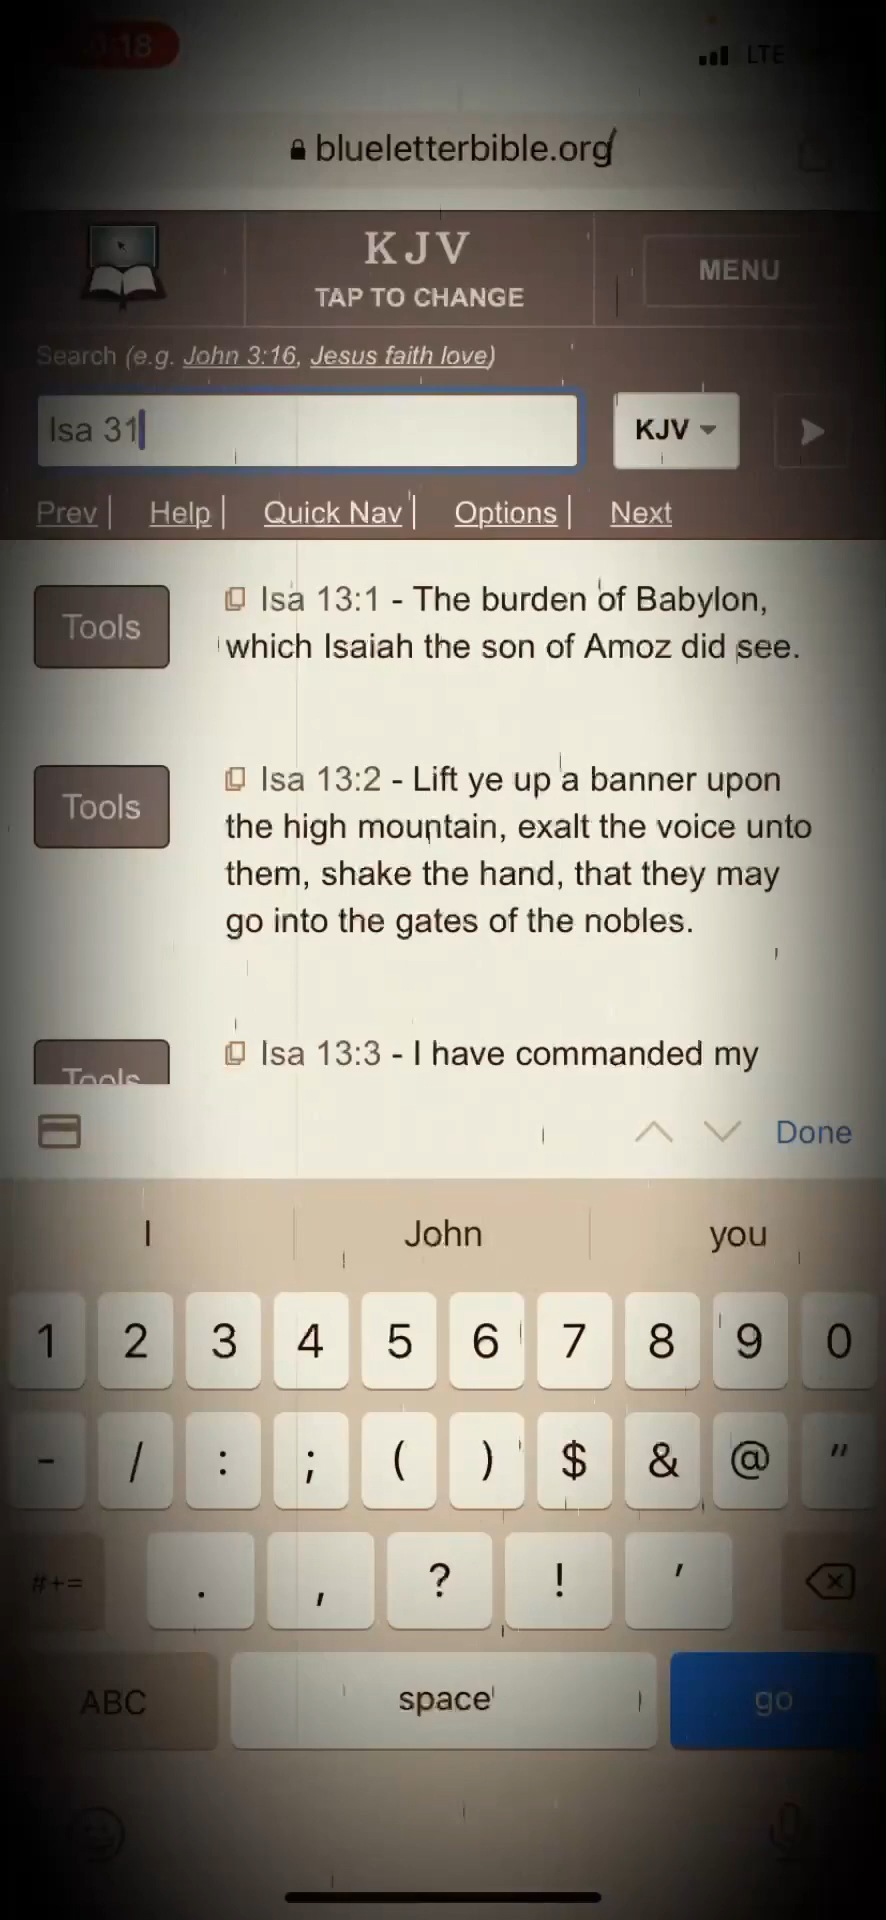 0:18
LTE
blueletterbible.org
KJV
TAP TO CHANGE
MENU
Search (e.g. John 3:16, Jesus faith love)
Isa 31
KJV
Prev | Help | Quick Nav | Options | Next
Tools
Isa 13:1 - The burden of Babylon,
which Isaiah the son of Amoz did see.
Tools
Isa 13:2 - Lift ye up a banner upon
the high mountain, exalt the voice unto
them, shake the hand, that they may
go into the gates of the nobles.
Tools
Isa 13:3 - I have commanded my
Done
I John you
1 2 3 4 5 6 7 8 9 0
- / : ; ( ) $ & @ "
#+= . , ? ! '
ABC space go